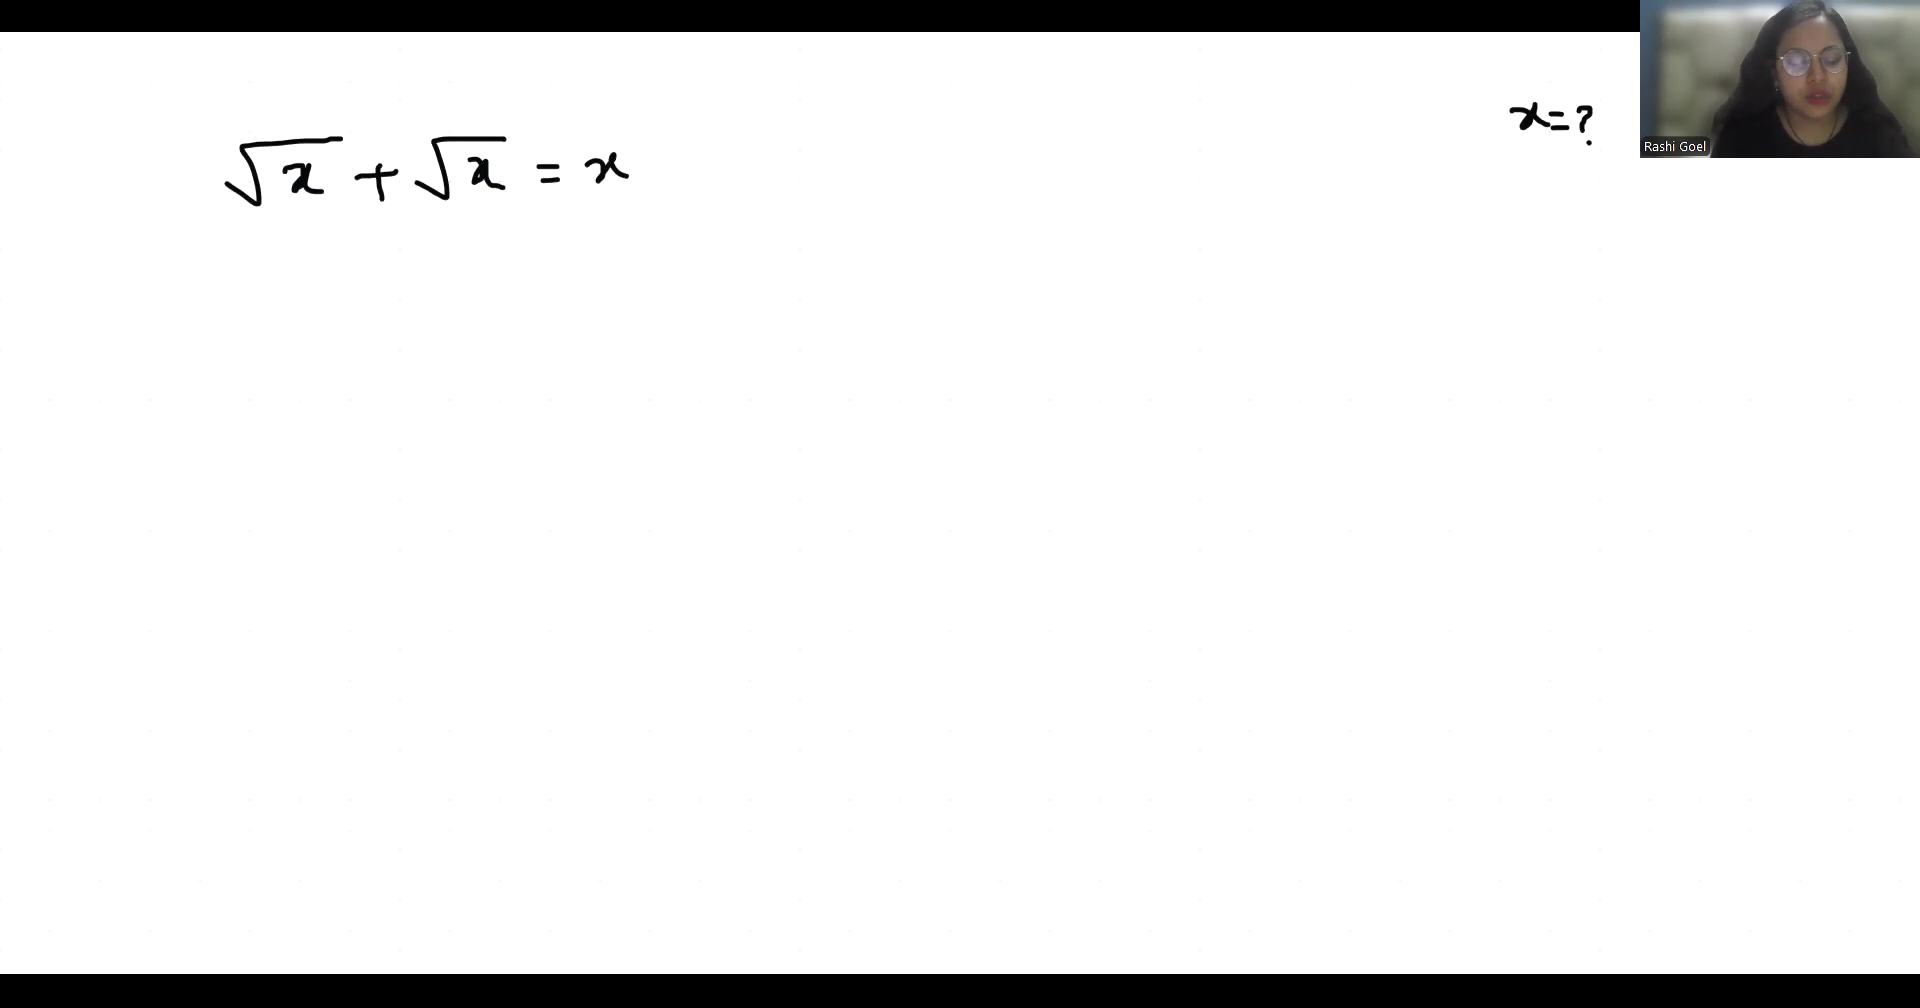 x=?
√x + √x = x
Rashi Goel